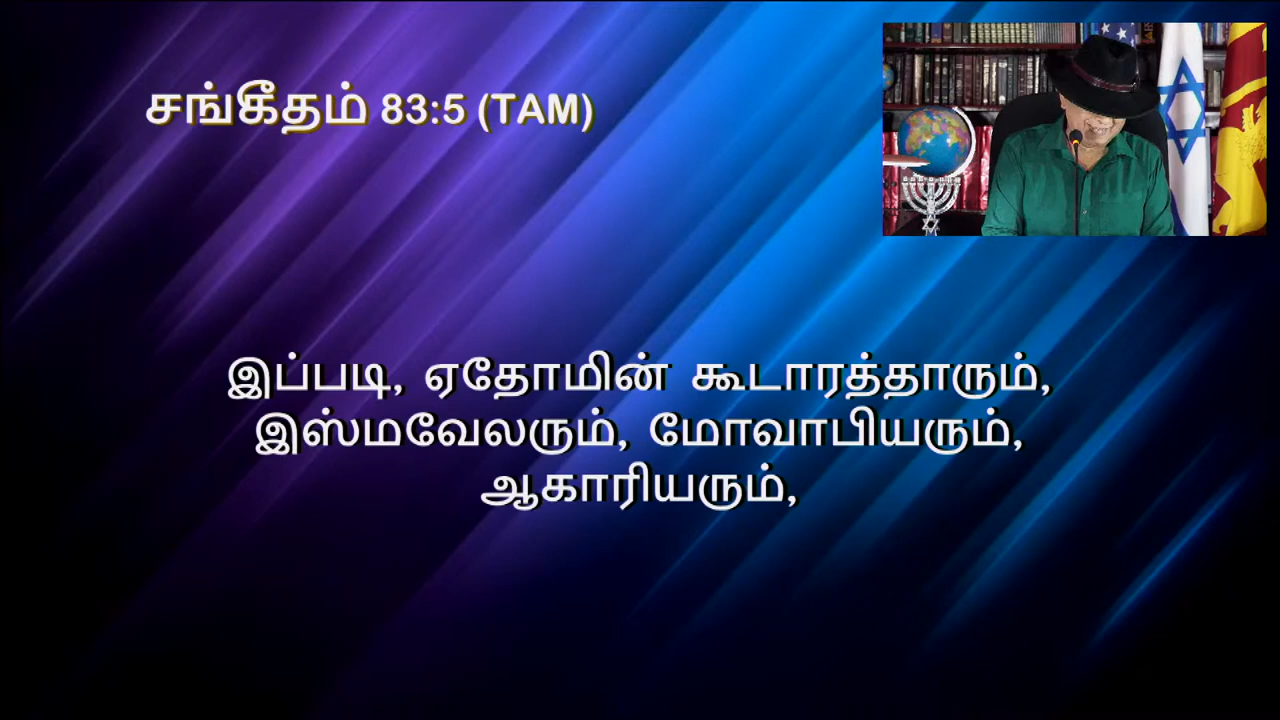 சங்கீதம் 83:5 (TAM)
இப்படி, ஏதோமின் கூடாரத்தாரும்,
இஸ்மவேலரும், மோவாபியரும்,
ஆகாரியரும்,